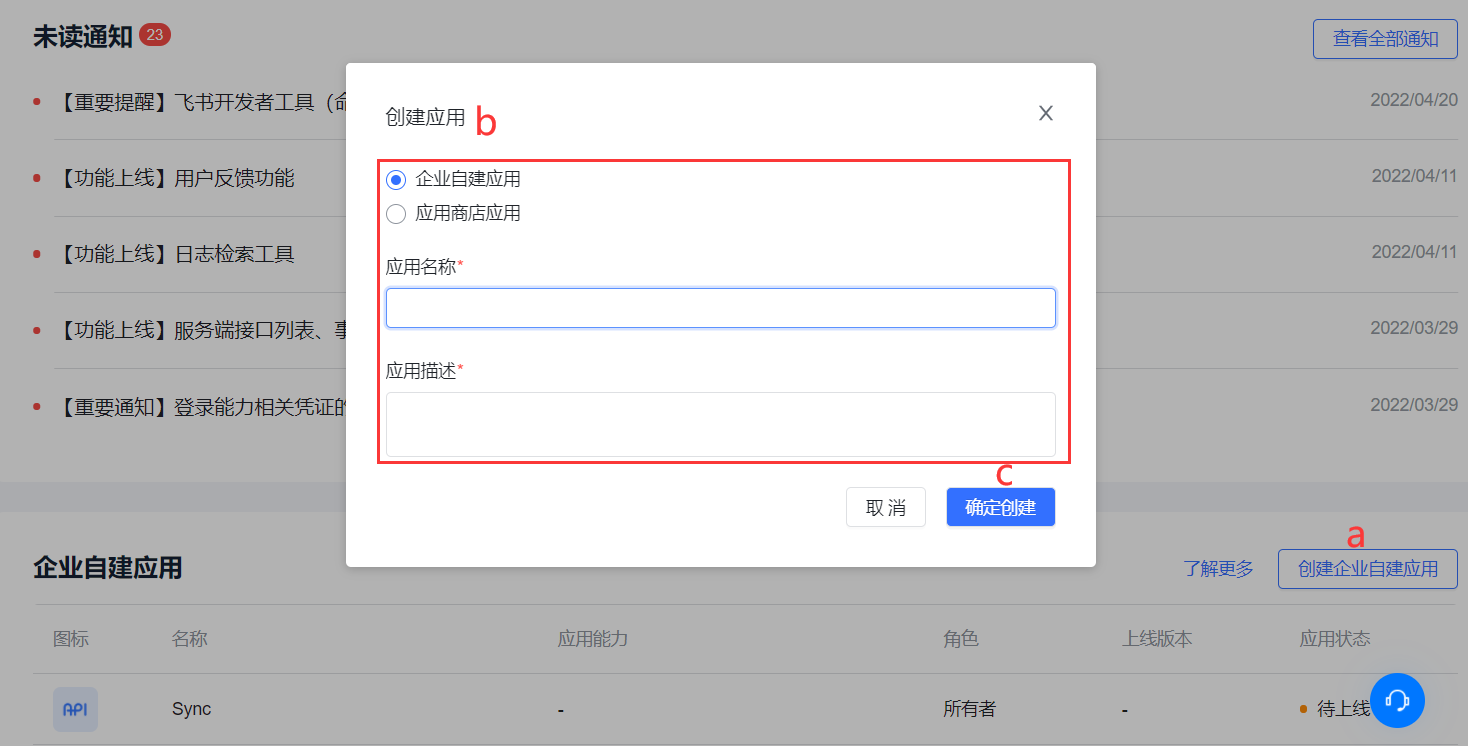 未读通知 23
查看全部通知
【重要提醒】飞书开发者工具（命
2022/04/20
【功能上线】用户反馈功能
2022/04/11
【功能上线】日志检索工具
2022/04/11
【功能上线】服务端接口列表、事
2022/03/29
【重要通知】登录能力相关凭证的
2022/03/29
创建应用 b
X
企业自建应用
应用商店应用
应用名称*
应用描述*
c
取 消 确定创建
a
企业自建应用 了解更多 创建企业自建应用
图标 名称 应用能力 角色 上线版本 应用状态
API Sync - 所有者 - 待上线